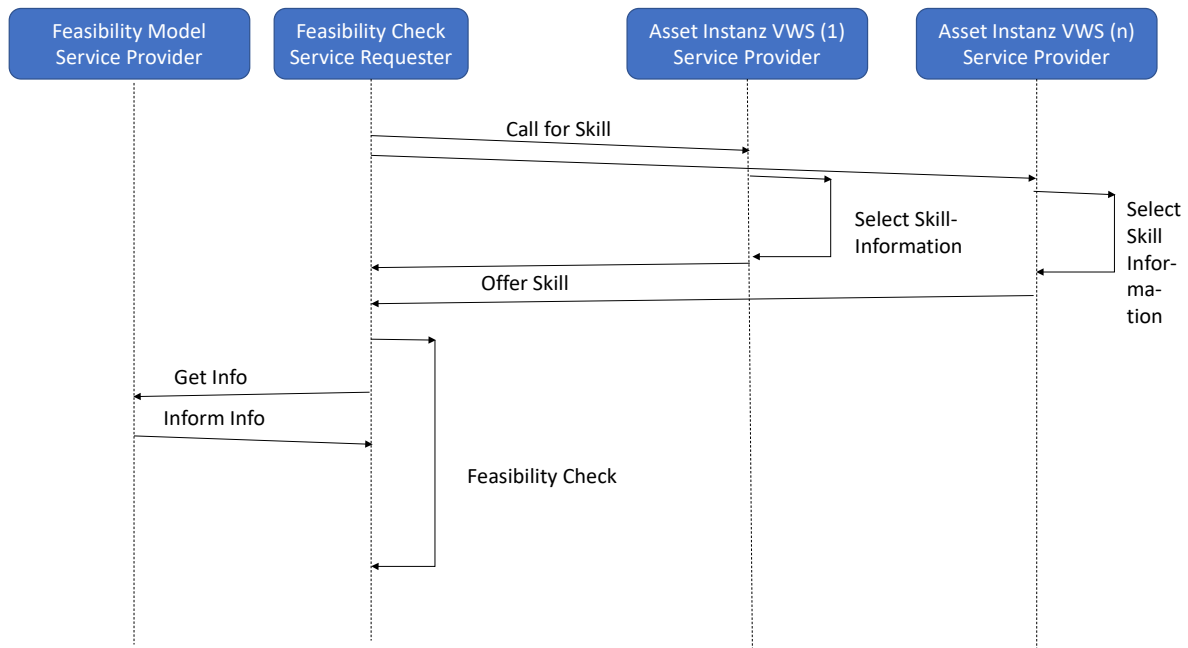 Feasibility Model
Service Provider
Feasibility Check
Service Requester
Asset Instanz VWS (1)
Service Provider
Asset Instanz VWS (n)
Service Provider
Call for Skill
Select Skill-
Information
Select
Skill
Infor-
ma-
tion
Offer Skill
Get Info
Inform Info
Feasibility Check